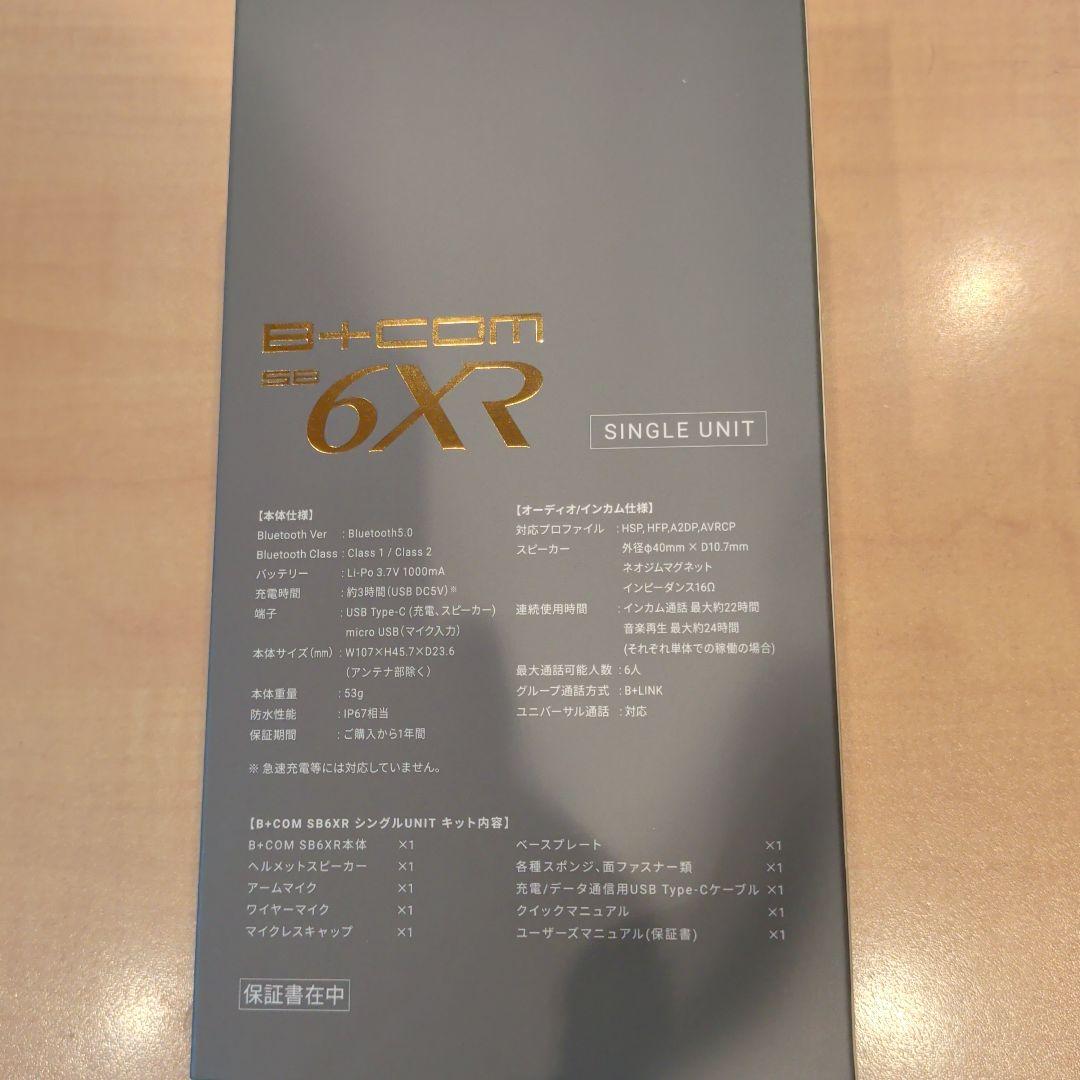 B+COM
SB 6XR
SINGLE UNIT
【本体仕様】
Bluetooth Ver : Bluetooth5.0
Bluetooth Class : Class 1 / Class 2
バッテリー : Li-Po 3.7V 1000mA
充電時間 : 約3時間(USB DC5V)※
端子 : USB Type-C (充電、スピーカー)
micro USB(マイク入力)
本体サイズ(mm) : W107×H45.7×D23.6
(アンテナ部除く)
本体重量 : 53g
防水性能 : IP67相当
保証期間 : ご購入から1年間
※ 急速充電等には対応していません。
【オーディオ/インカム仕様】
対応プロファイル : HSP, HFP,A2DP,AVRCP
スピーカー 外径φ40mm × D10.7mm
ネオジムマグネット
インピーダンス16Ω
連続使用時間 : インカム通話 最大約22時間
音楽再生 最大約24時間
(それぞれ単体での稼働の場合)
最大通話可能人数 : 6人
グループ通話方式 : B+LINK
ユニバーサル通話 : 対応
【B+COM SB6XR シングルUNIT キット内容】
B+COM SB6XR本体 ×1
ヘルメットスピーカー ×1
アームマイク ×1
ワイヤーマイク ×1
マイクレスキャップ ×1
ベースプレート ×1
各種スポンジ、面ファスナー類 ×1
充電/データ通信用USB Type-Cケーブル ×1
クイックマニュアル ×1
ユーザーズマニュアル(保証書) ×1
保証書在中